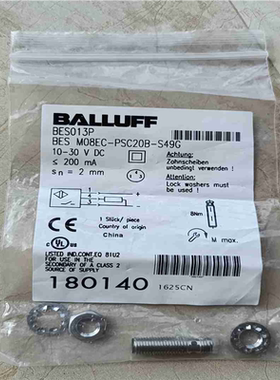 BALLUFF
BES013P
BES M08EC-PSC20B-S49G
10-30 V DC
≤ 200 mA
sn = 2 mm
Achtung
Zahnscheiben
unbedingt verwenden !
Attention
Lock washers must
be used !
1 Stück/ piece
Country of origin
China
8Nm
M max.
LISTED IND.CONT.EQ 81U2
FOR USE IN THE
SECONDARY OF A CLASS 2
SOURCE OF SUPPLY
180140
1625CN